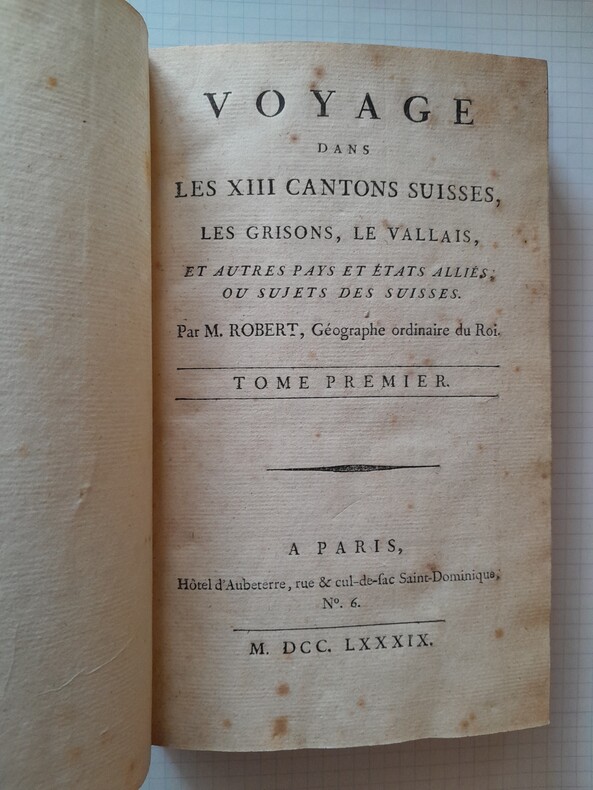 VOYAGE
DANS
LES XIII CANTONS SUISSES,
LES GRISONS, LE VALLAIS,
ET AUTRES PAYS ET ÉTATS ALLIÉS,
OU SUJETS DES SUISSES.
Par M. ROBERT, Géographe ordinaire du Roi.
TOME PREMIER.
A PARIS,
Hôtel d'Aubeterre, rue & cul-de-ſac Saint-Dominique,
Nº. 6.
M. DCC. LXXXIX.